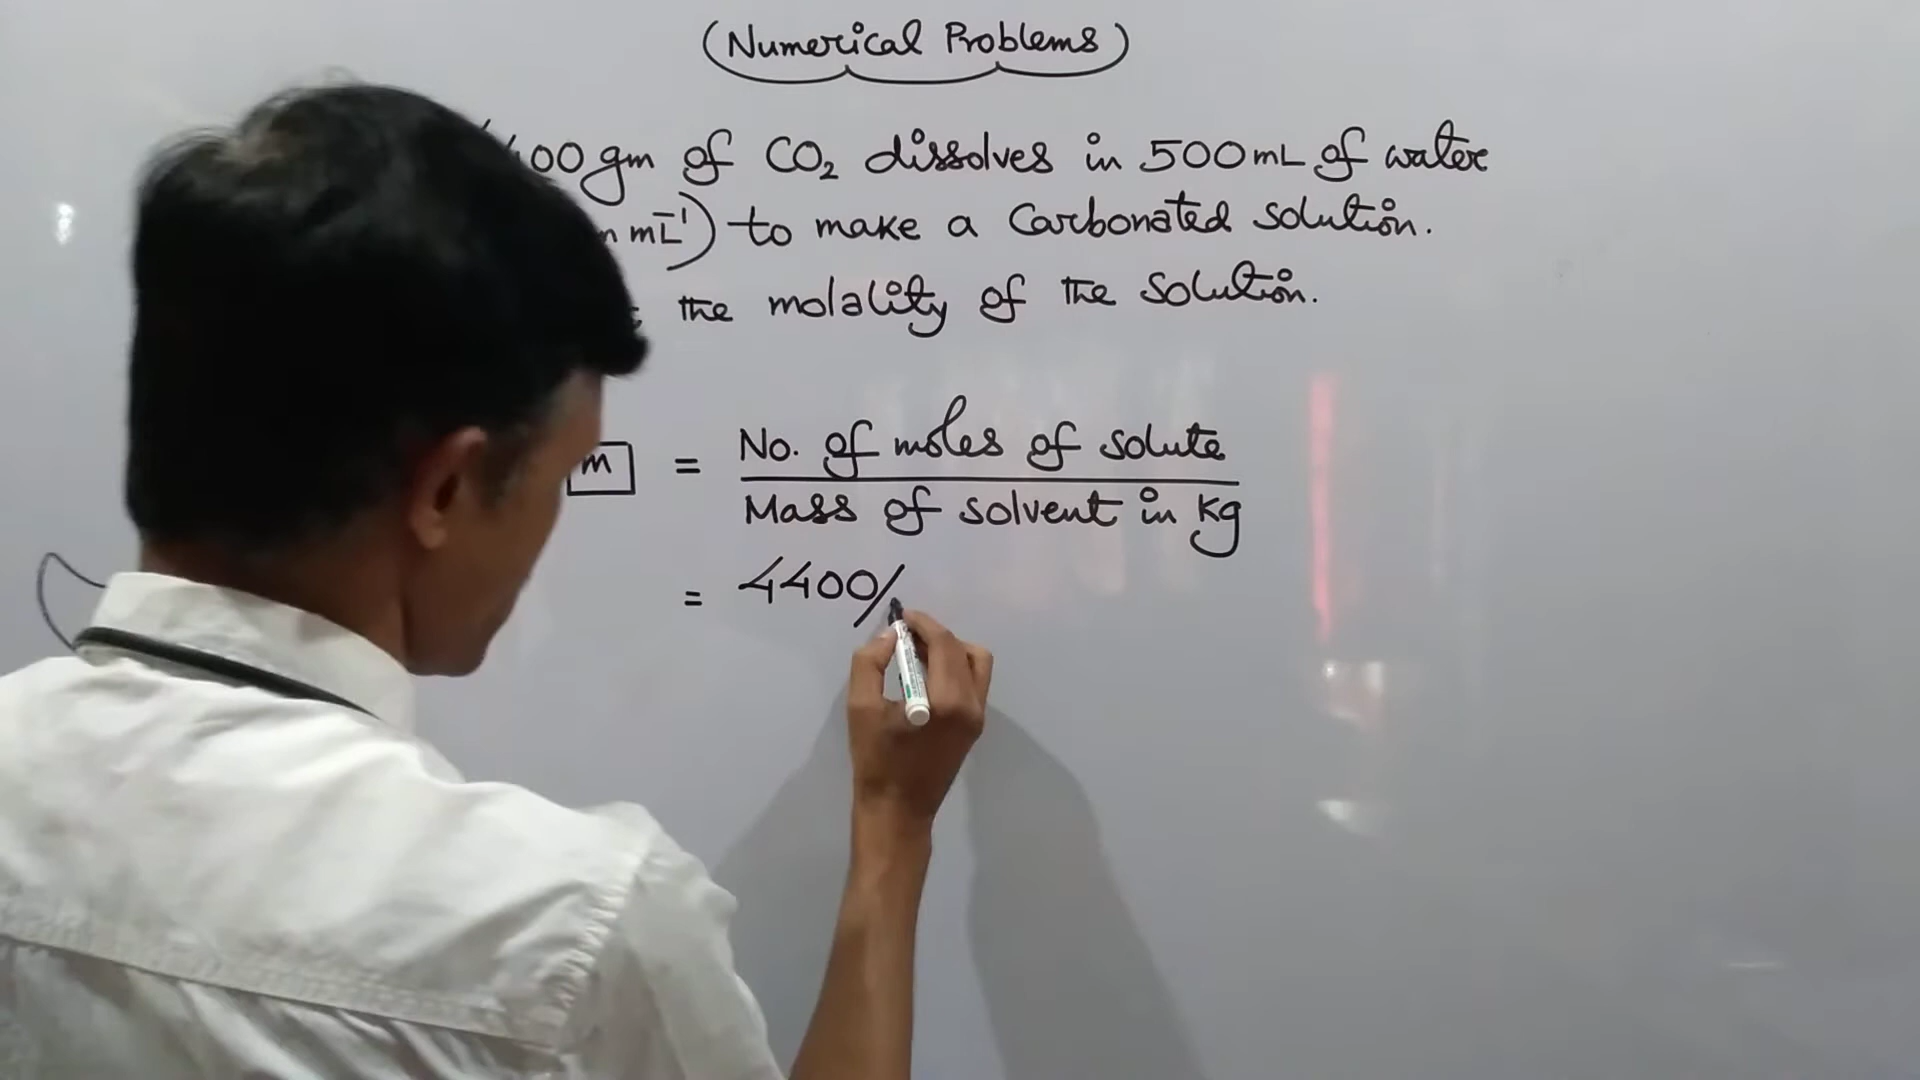 (Numerical Problems)
400 gm of CO₂ dissolves in 500 mL of water
mL⁻¹) to make a Carbonated solution.
the molality of the solution.
m = No. of moles of solute
Mass of solvent in Kg
= 4400/